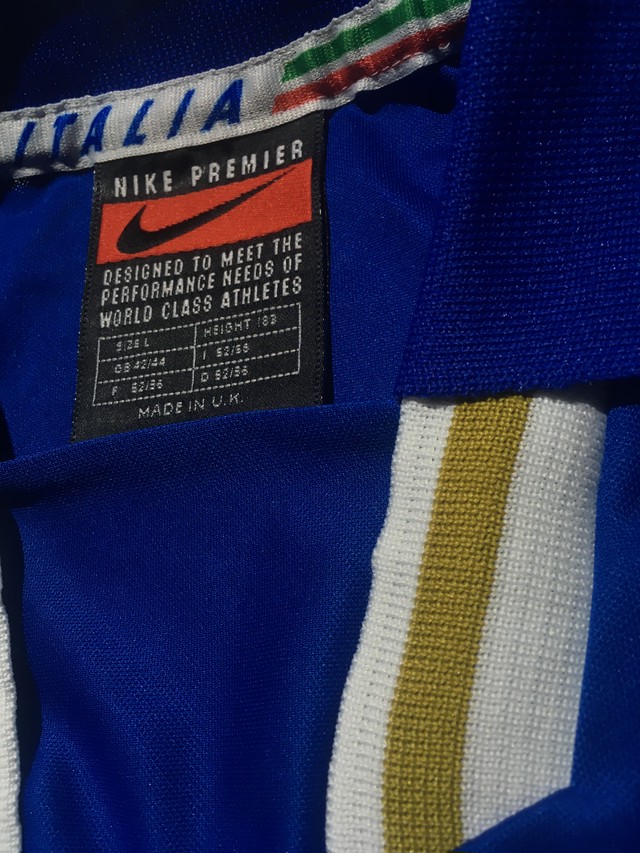 ITALIA
NIKE PREMIER
DESIGNED TO MEET THE
PERFORMANCE NEEDS OF
WORLD CLASS ATHLETES
SIZE L HEIGHT 183
GB 42/44 I 52/56
F 52/56 D 52/56
MADE IN U.K.